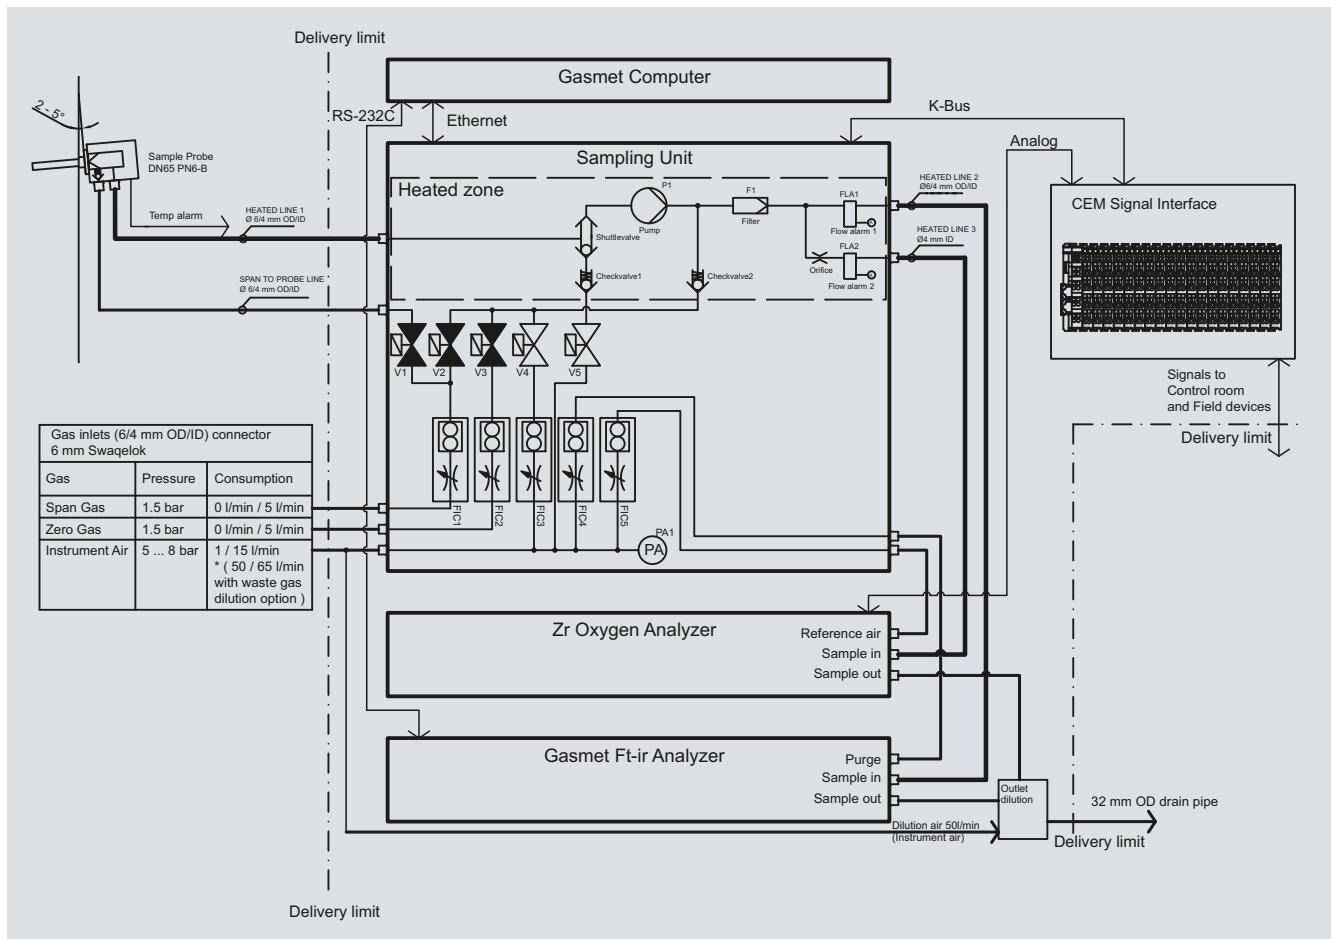 Delivery limit
Gasmet Computer
RS-232C
Ethernet
K-Bus
Analog
2 - 5°
Sample Probe
DN65 PN6-B
Temp alarm
HEATED LINE 1
Ø 6/4 mm OD/ID
SPAN TO PROBE LINE
Ø 6/4 mm OD/ID
Sampling Unit
Heated zone
P1
Pump
F1
Filter
FLA1
Flow alarm 1
FLA2
Flow alarm 2
Orifice
Shuttlevalve
Checkvalve1
Checkvalve2
HEATED LINE 2
Ø6/4 mm OD/ID
HEATED LINE 3
Ø4 mm ID
CEM Signal Interface
V1
V2
V3
V4
V5
Signals to
Control room
and Field devices
Delivery limit
Gas inlets (6/4 mm OD/ID) connector
6 mm Swaqelok
Gas Pressure Consumption
Span Gas 1.5 bar 0 l/min / 5 l/min
Zero Gas 1.5 bar 0 l/min / 5 l/min
Instrument Air 5 ... 8 bar 1 / 15 l/min
* ( 50 / 65 l/min
with waste gas
dilution option )
FIC1
FIC2
FIC3
FIC4
FIC5
PA1
PA
Zr Oxygen Analyzer
Reference air
Sample in
Sample out
Gasmet Ft-ir Analyzer
Purge
Sample in
Sample out
Outlet
dilution
Dilution air 50l/min
(Instrument air)
32 mm OD drain pipe
Delivery limit
Delivery limit